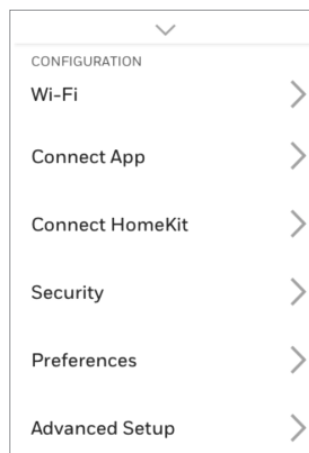 CONFIGURATION
Wi-Fi
Connect App
Connect HomeKit
Security
Preferences
Advanced Setup